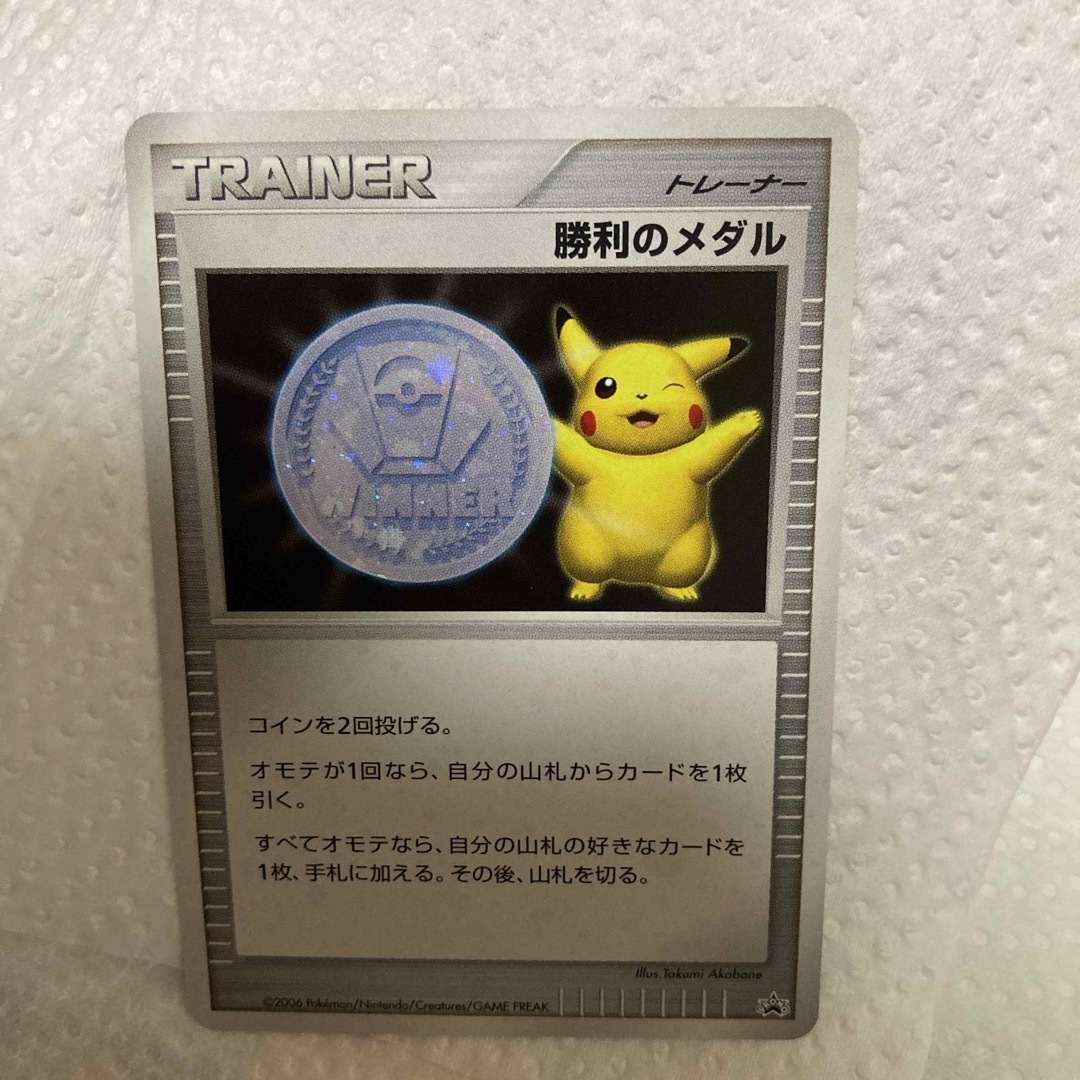 TRAINER
トレーナー
勝利のメダル
WINNER
コインを2回投げる。
オモテが1回なら、自分の山札からカードを1枚
引く。
すべてオモテなら、自分の山札の好きなカードを
1枚、手札に加える。その後、山札を切る。
Illus. Takumi Akabane
©2006 Pokémon/Nintendo/Creatures/GAME FREAK